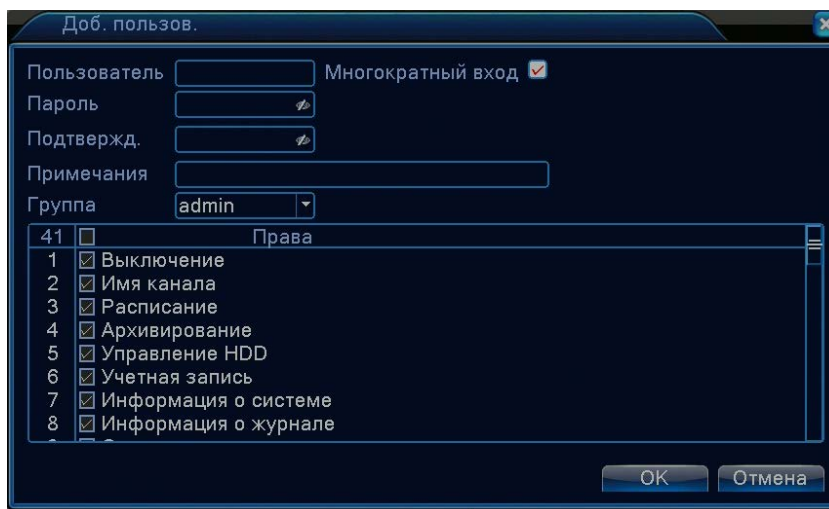 Доб. пользов.
Пользователь Многократный вход
Пароль
Подтвержд.
Примечания
Группа admin
41 Права
1 Выключение
2 Имя канала
3 Расписание
4 Архивирование
5 Управление HDD
6 Учетная запись
7 Информация о системе
8 Информация о журнале
OK Отмена